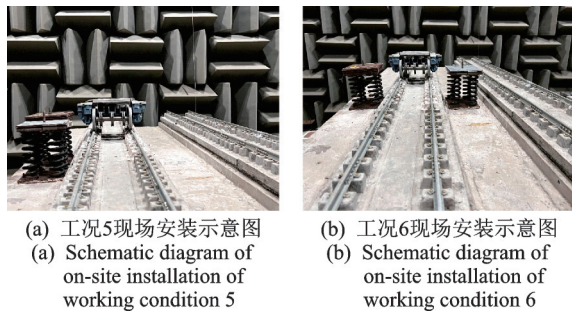 (a) 工况5现场安装示意图
(a) Schematic diagram of
on-site installation of
working condition 5
(b) 工况6现场安装示意图
(b) Schematic diagram of
on-site installation of
working condition 6